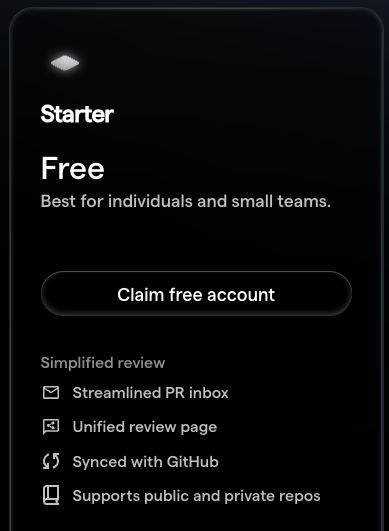 Starter
Free
Best for individuals and small teams.
Claim free account
Simplified review
Streamlined PR inbox
Unified review page
Synced with GitHub
Supports public and private repos